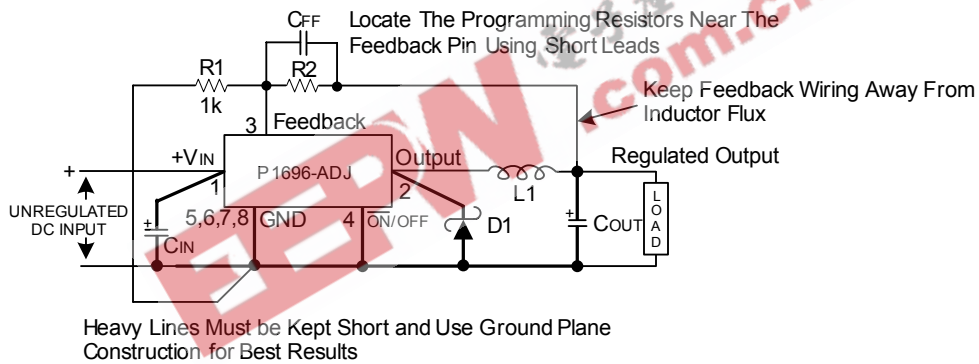 CFF
Locate The Programming Resistors Near The
Feedback Pin Using Short Leads
R1
R2
1k
Keep Feedback Wiring Away From
Inductor Flux
3
Feedback
+
+VIN
P1696-ADJ
Output
Regulated Output
1
2
L1
UNREGULATED
DC INPUT
5,6,7,8
GND
4
ON/OFF
D1
+
CIN
+
COUT
LOAD
Heavy Lines Must be Kept Short and Use Ground Plane
Construction for Best Results
EEPW
.com.c